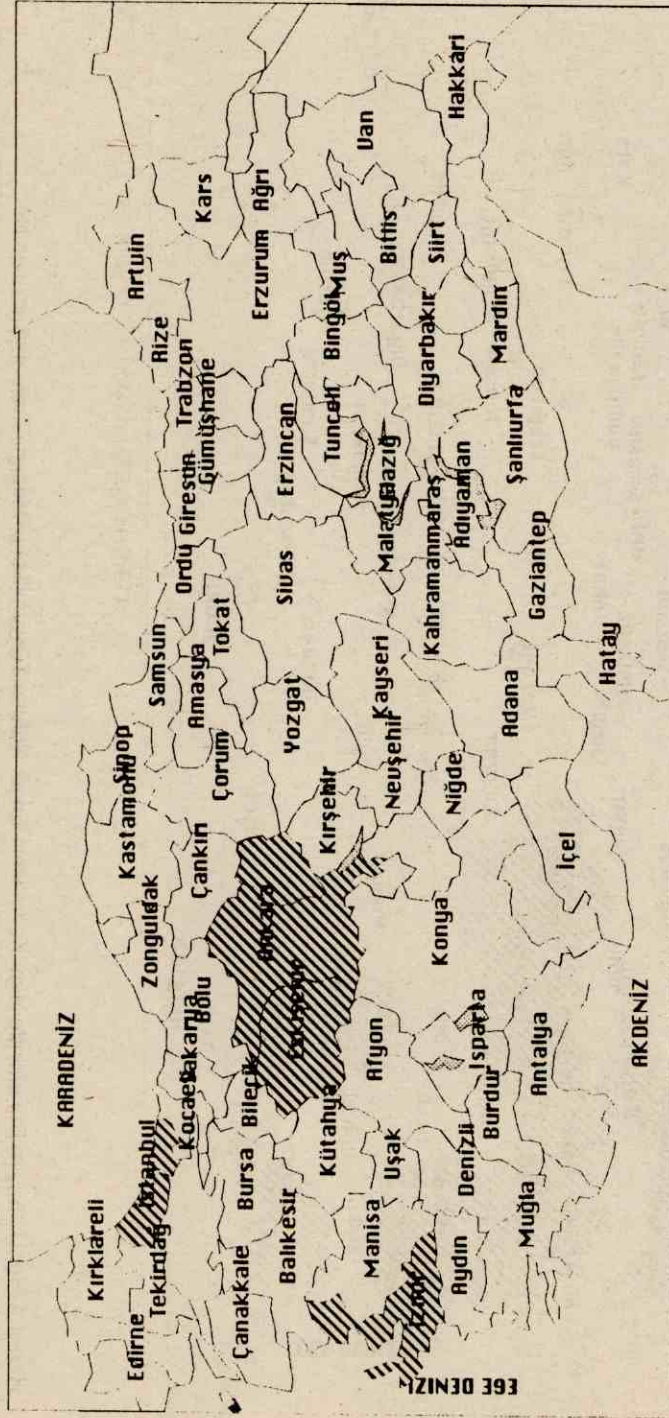 KARADENİZ
Kırklareli
Edirne
Tekirdağ
İstanbul
Kocaeli
Sakarya
Bolu
Zonguldak
Kastamonu
Sinop
Çankırı
Çorum
Samsun
Amasya
Tokat
Ordu
Giresun
Gümüşhane
Trabzon
Rize
Artvin
Kars
Çanakkale
Bursa
Bileçik
Balıkesir
Kütahya
Eskişehir
Ankara
Kırşehir
Yozgat
Sivas
Erzincan
Erzurum
Ağrı
Tunceli
Bingöl
Muş
Van
Bitlis
Manisa
Uşak
Afyon
Konya
Nevşehir
Kayseri
Malatya
Elazığ
Diyarbakır
Siirt
Hakkari
İzmir
Aydın
Denizli
Burdur
Isparta
Niğde
Kahramanmaraş
Adıyaman
Şanlıurfa
Mardin
Muğla
Antalya
İçel
Adana
Gaziantep
Hatay
EGE DENIZI
AKDENİZ